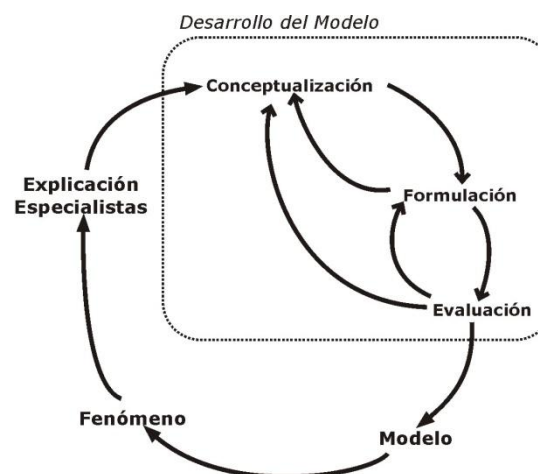 Desarrollo del Modelo
Conceptualización
Explicación
Especialistas
Formulación
Evaluación
Fenómeno
Modelo